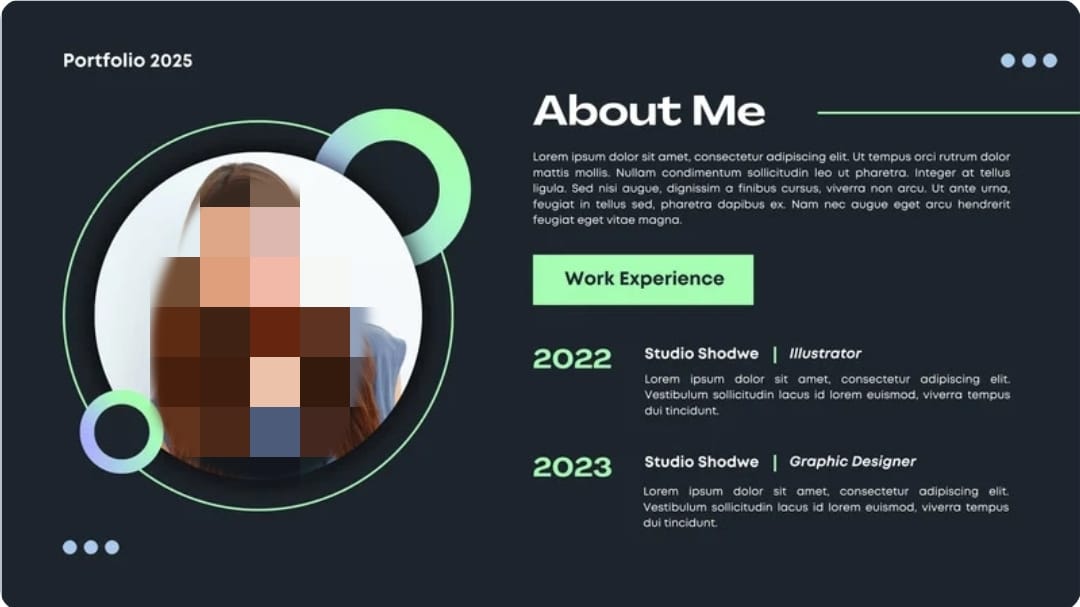 Portfolio 2025
About Me
Lorem ipsum dolor sit amet, consectetur adipiscing elit. Ut tempus orci rutrum dolor
mattis mollis. Nullam condimentum sollicitudin leo ut pharetra. Integer at tellus
ligula. Sed nisi augue, dignissim a finibus cursus, viverra non arcu. Ut ante urna,
feugiat in tellus sed, pharetra dapibus ex. Nam nec augue eget arcu hendrerit
feugiat eget vitae magna.
Work Experience
2022 Studio Shodwe | Illustrator
Lorem ipsum dolor sit amet, consectetur adipiscing elit.
Vestibulum sollicitudin lacus id lorem euismod, viverra tempus
dui tincidunt.
2023 Studio Shodwe | Graphic Designer
Lorem ipsum dolor sit amet, consectetur adipiscing elit.
Vestibulum sollicitudin lacus id lorem euismod, viverra tempus
dui tincidunt.